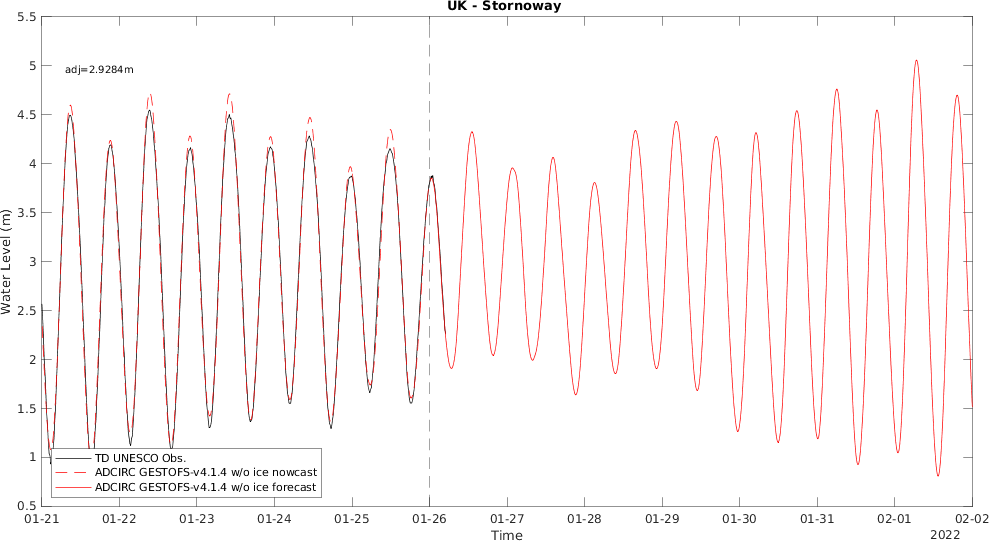 UK - Stornoway
5.5
5
4.5
4
3.5
3
2.5
2
1.5
1
0.5
Water Level (m)
adj=2.9284m
TD UNESCO Obs.
ADCIRC GESTOFS-v4.1.4 w/o ice nowcast
ADCIRC GESTOFS-v4.1.4 w/o ice forecast
01-21 01-22 01-23 01-24 01-25 01-26 01-27 01-28 01-29 01-30 01-31 02-01 02-02
Time
2022